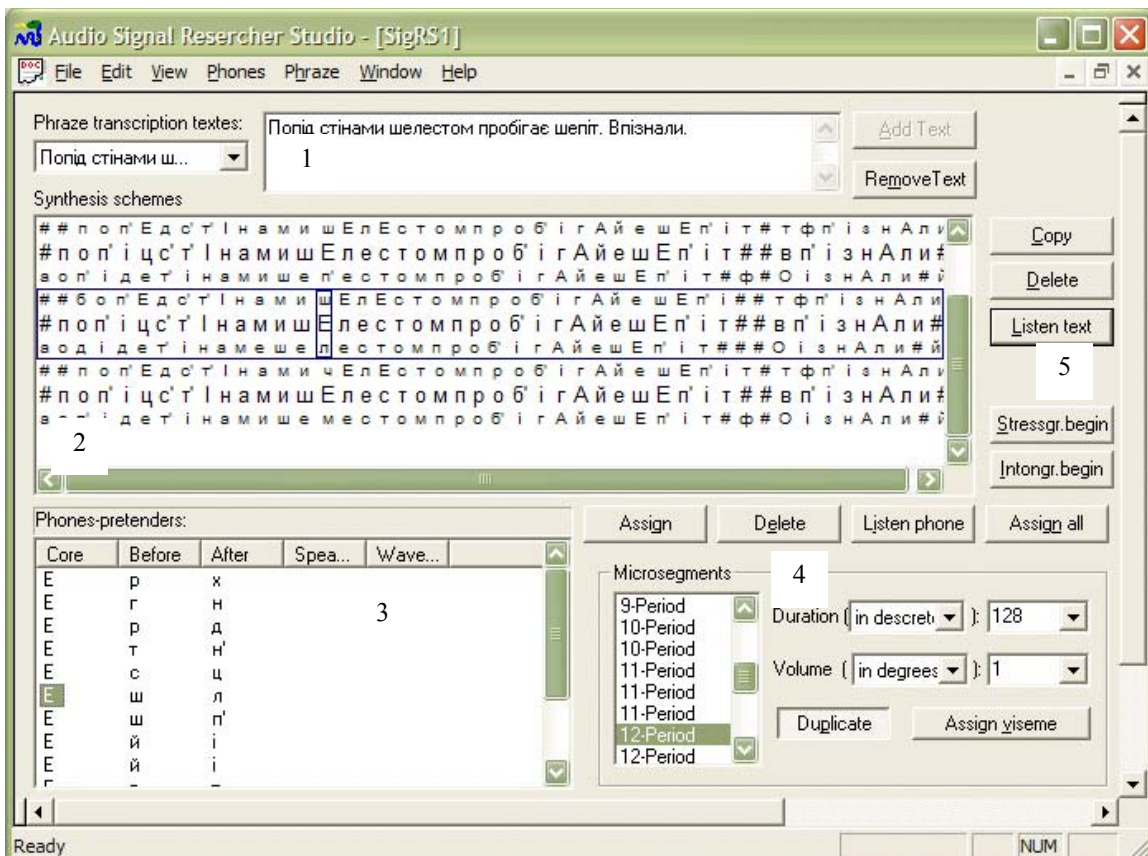 Audio Signal Resercher Studio - [SigRS1]
File Edit View Phones Phraze Window Help
Phraze transcription textes:
Попід стінами ш...
Попід стінами шелестом пробігає шепіт. Впізнали.
1
Add Text
RemoveText
Synthesis schemes
# # п о п' Е д с' т' І н а м и ш Е л Е с т о м п р о б' і г А й е ш Е п' і т # т ф п' і з н А л и
# п о п' і ц с' т' І н а м и ш Е л е с т о м п р о б' і г А й е ш Е п' і т # # в п' і з н А л и #
а о п' і д е т' і н а м и ш е п' е с т о м п р о б' і г А й е ш Е п' і т # ф # О і з н А л и # й
# # б о п' Е д с' т' І н а м и ш Е л Е с т о м п р о б' і г А й е ш Е п' і # # т ф п' і з н А л и
# п о п' і ц с' т' І н а м и ш Е л е с т о м п р о б' і г А й е ш Е п' і т # # в п' і з н А л и #
а о д і д е т' і н а м е ш е л е с т о м п р о б' і г А й е ш Е п' і т # # # О і з н А л и # й
# # п о п' Е д с' т' І н а м и ч Е л Е с т о м п р о б' і г А й е ш Е п' і т # т ф п' і з н А л и
# п о п' і ц с' т' І н а м и ш Е л е с т о м п р о б' і г А й е ш Е п' і т # # в п' і з н А л и #
і д е т' і н а м и ш е м е с т о м п р о б' і г А й е ш Е п' і т # ф # О і з н А л и # й
2
Copy
Delete
Listen text
5
Stressgr.begin
Intongr.begin
Phones-pretenders:
Assign Delete Listen phone Assign all
Core Before After Spea... Wave...
Е р х
Е г н
Е р д
Е т н'
Е с ц
Е ш л
Е ш п'
Е й і
Е й і
3
Microsegments
4
9-Period
10-Period
10-Period
11-Period
11-Period
11-Period
12-Period
12-Period
Duration ( in descrete ): 128
Volume ( in degrees ): 1
Duplicate Assign viseme
Ready NUM